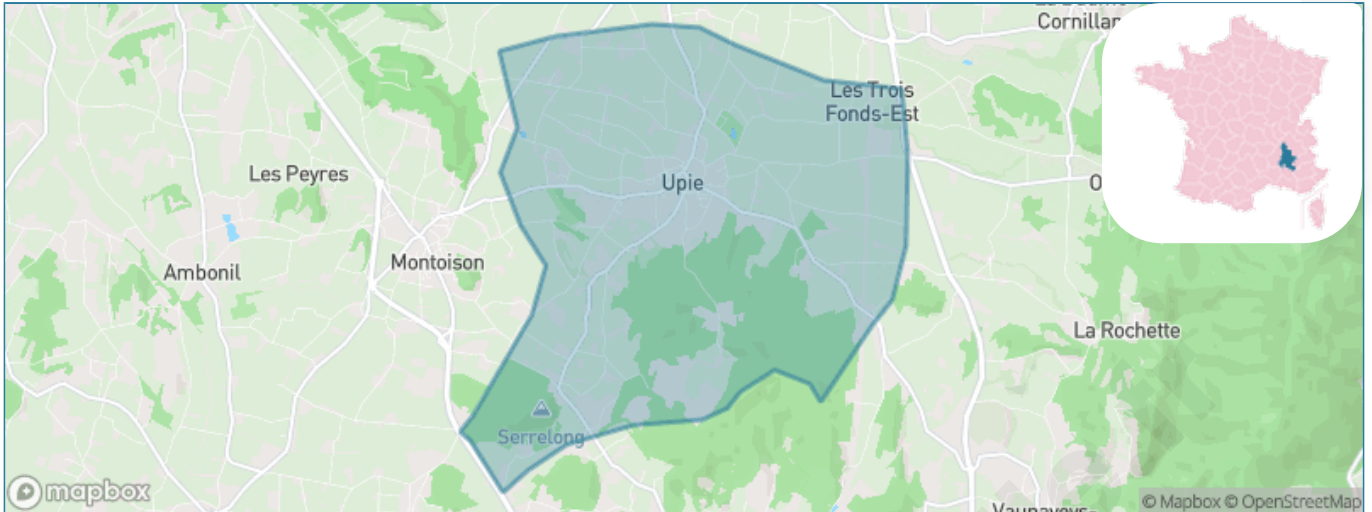 Cornillan
Les Trois
Fonds-Est
Les Peyres
Upie
Montoison
Ambonil
La Rochette
Serrelong
mapbox
© Mapbox © OpenStreetMap